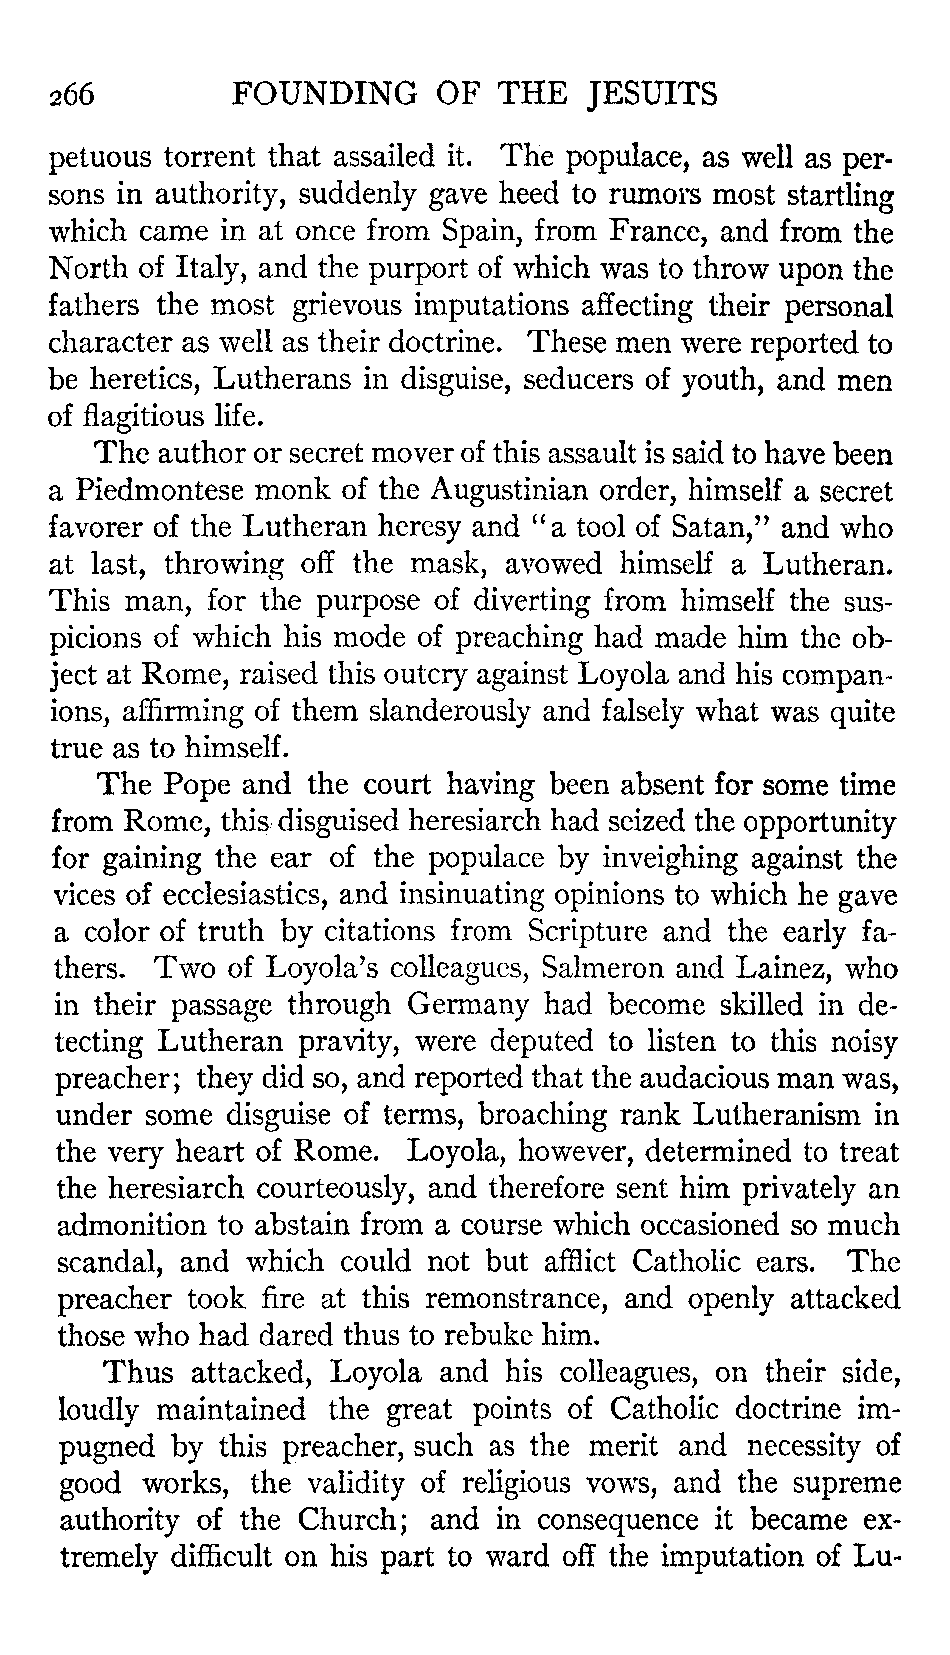 266 FOUNDING OF THE JESUITS
petuous torrent that assailed it. The populace, as well as per-
sons in authority, suddenly gave heed to rumors most startling
which came in at once from Spain, from France, and from the
North of Italy, and the purport of which was to throw upon the
fathers the most grievous imputations affecting their personal
character as well as their doctrine. These men were reported to
be heretics, Lutherans in disguise, seducers of youth, and men
of flagitious life.
The author or secret mover of this assault is said to have been
a Piedmontese monk of the Augustinian order, himself a secret
favorer of the Lutheran heresy and "a tool of Satan," and who
at last, throwing off the mask, avowed himself a Lutheran.
This man, for the purpose of diverting from himself the sus-
picions of which his mode of preaching had made him the ob-
ject at Rome, raised this outcry against Loyola and his compan-
ions, affirming of them slanderously and falsely what was quite
true as to himself.
The Pope and the court having been absent for some time
from Rome, this disguised heresiarch had seized the opportunity
for gaining the ear of the populace by inveighing against the
vices of ecclesiastics, and insinuating opinions to which he gave
a color of truth by citations from Scripture and the early fa-
thers. Two of Loyola's colleagues, Salmeron and Lainez, who
in their passage through Germany had become skilled in de-
tecting Lutheran pravity, were deputed to listen to this noisy
preacher; they did so, and reported that the audacious man was,
under some disguise of terms, broaching rank Lutheranism in
the very heart of Rome. Loyola, however, determined to treat
the heresiarch courteously, and therefore sent him privately an
admonition to abstain from a course which occasioned so much
scandal, and which could not but afflict Catholic ears. The
preacher took fire at this remonstrance, and openly attacked
those who had dared thus to rebuke him.
Thus attacked, Loyola and his colleagues, on their side,
loudly maintained the great points of Catholic doctrine im-
pugned by this preacher, such as the merit and necessity of
good works, the validity of religious vows, and the supreme
authority of the Church; and in consequence it became ex-
tremely difficult on his part to ward off the imputation of Lu-